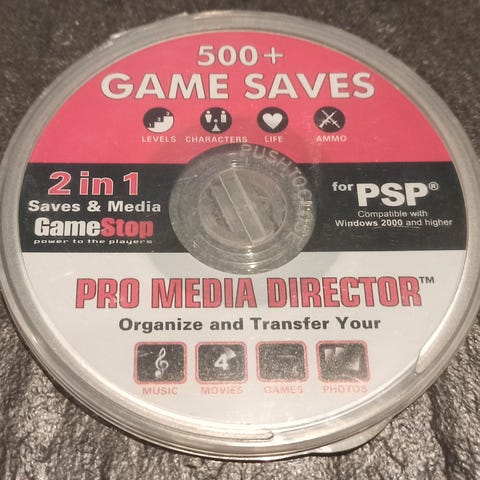 500+
GAME SAVES
LEVELS CHARACTERS LIFE AMMO
PUSH TO
2 in 1
Saves & Media
GameStop
power to the players
for PSP®
Compatible with
Windows 2000 and higher
PRO MEDIA DIRECTOR™
Organize and Transfer Your
4
MUSIC MOVIES GAMES PHOTOS